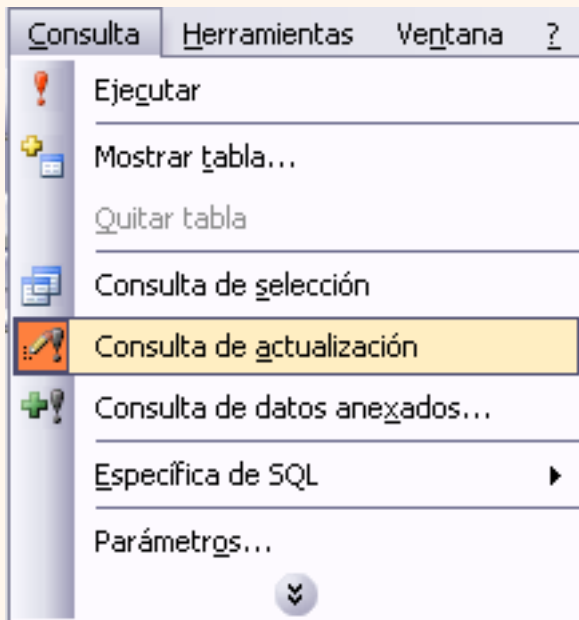 Consulta Herramientas Ventana ?
Ejecutar
Mostrar tabla...
Quitar tabla
Consulta de selección
Consulta de actualización
Consulta de datos anexados...
Específica de SQL
Parámetros...